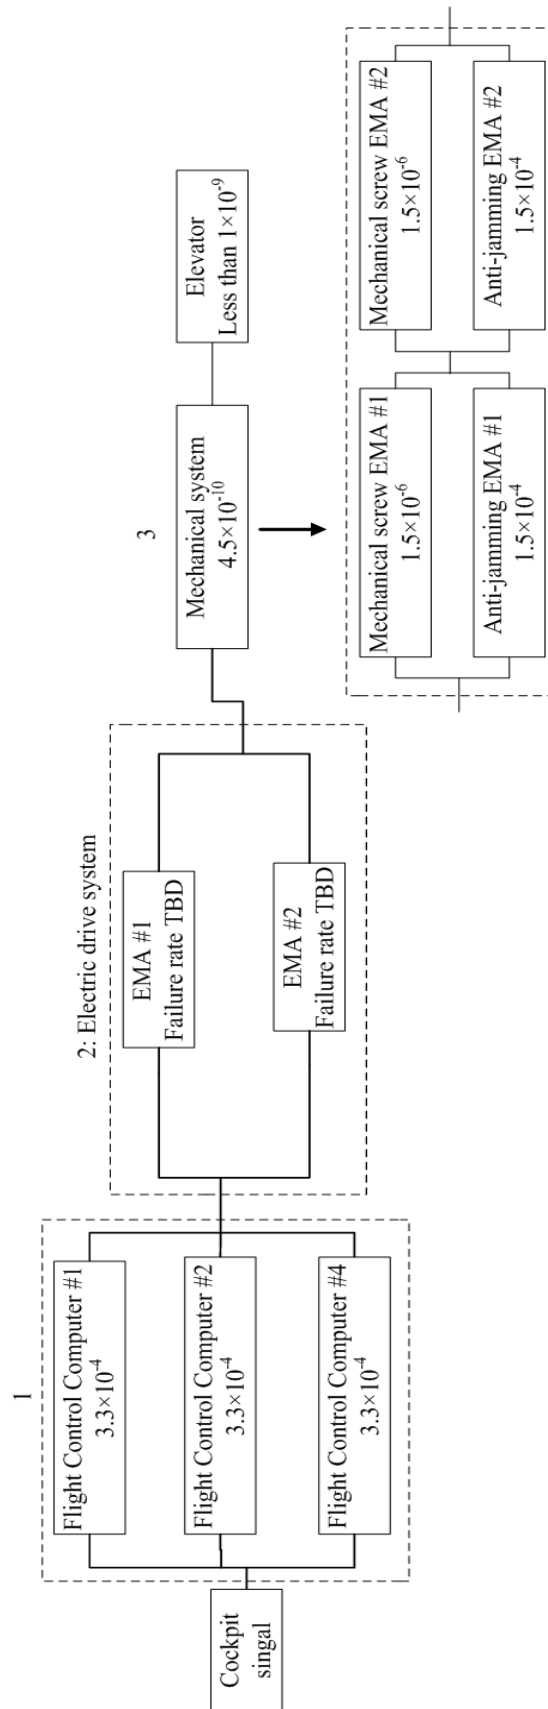 Cockpit
singal
1
Flight Control Computer #1
3.3×10⁻⁴
Flight Control Computer #2
3.3×10⁻⁴
Flight Control Computer #4
3.3×10⁻⁴
2: Electric drive system
EMA #1
Failure rate TBD
EMA #2
Failure rate TBD
3
Mechanical system
4.5×10⁻¹⁰
Elevator
Less than 1×10⁻⁹
Mechanical screw EMA #1
1.5×10⁻⁶
Anti-jamming EMA #1
1.5×10⁻⁴
Mechanical screw EMA #2
1.5×10⁻⁶
Anti-jamming EMA #2
1.5×10⁻⁴